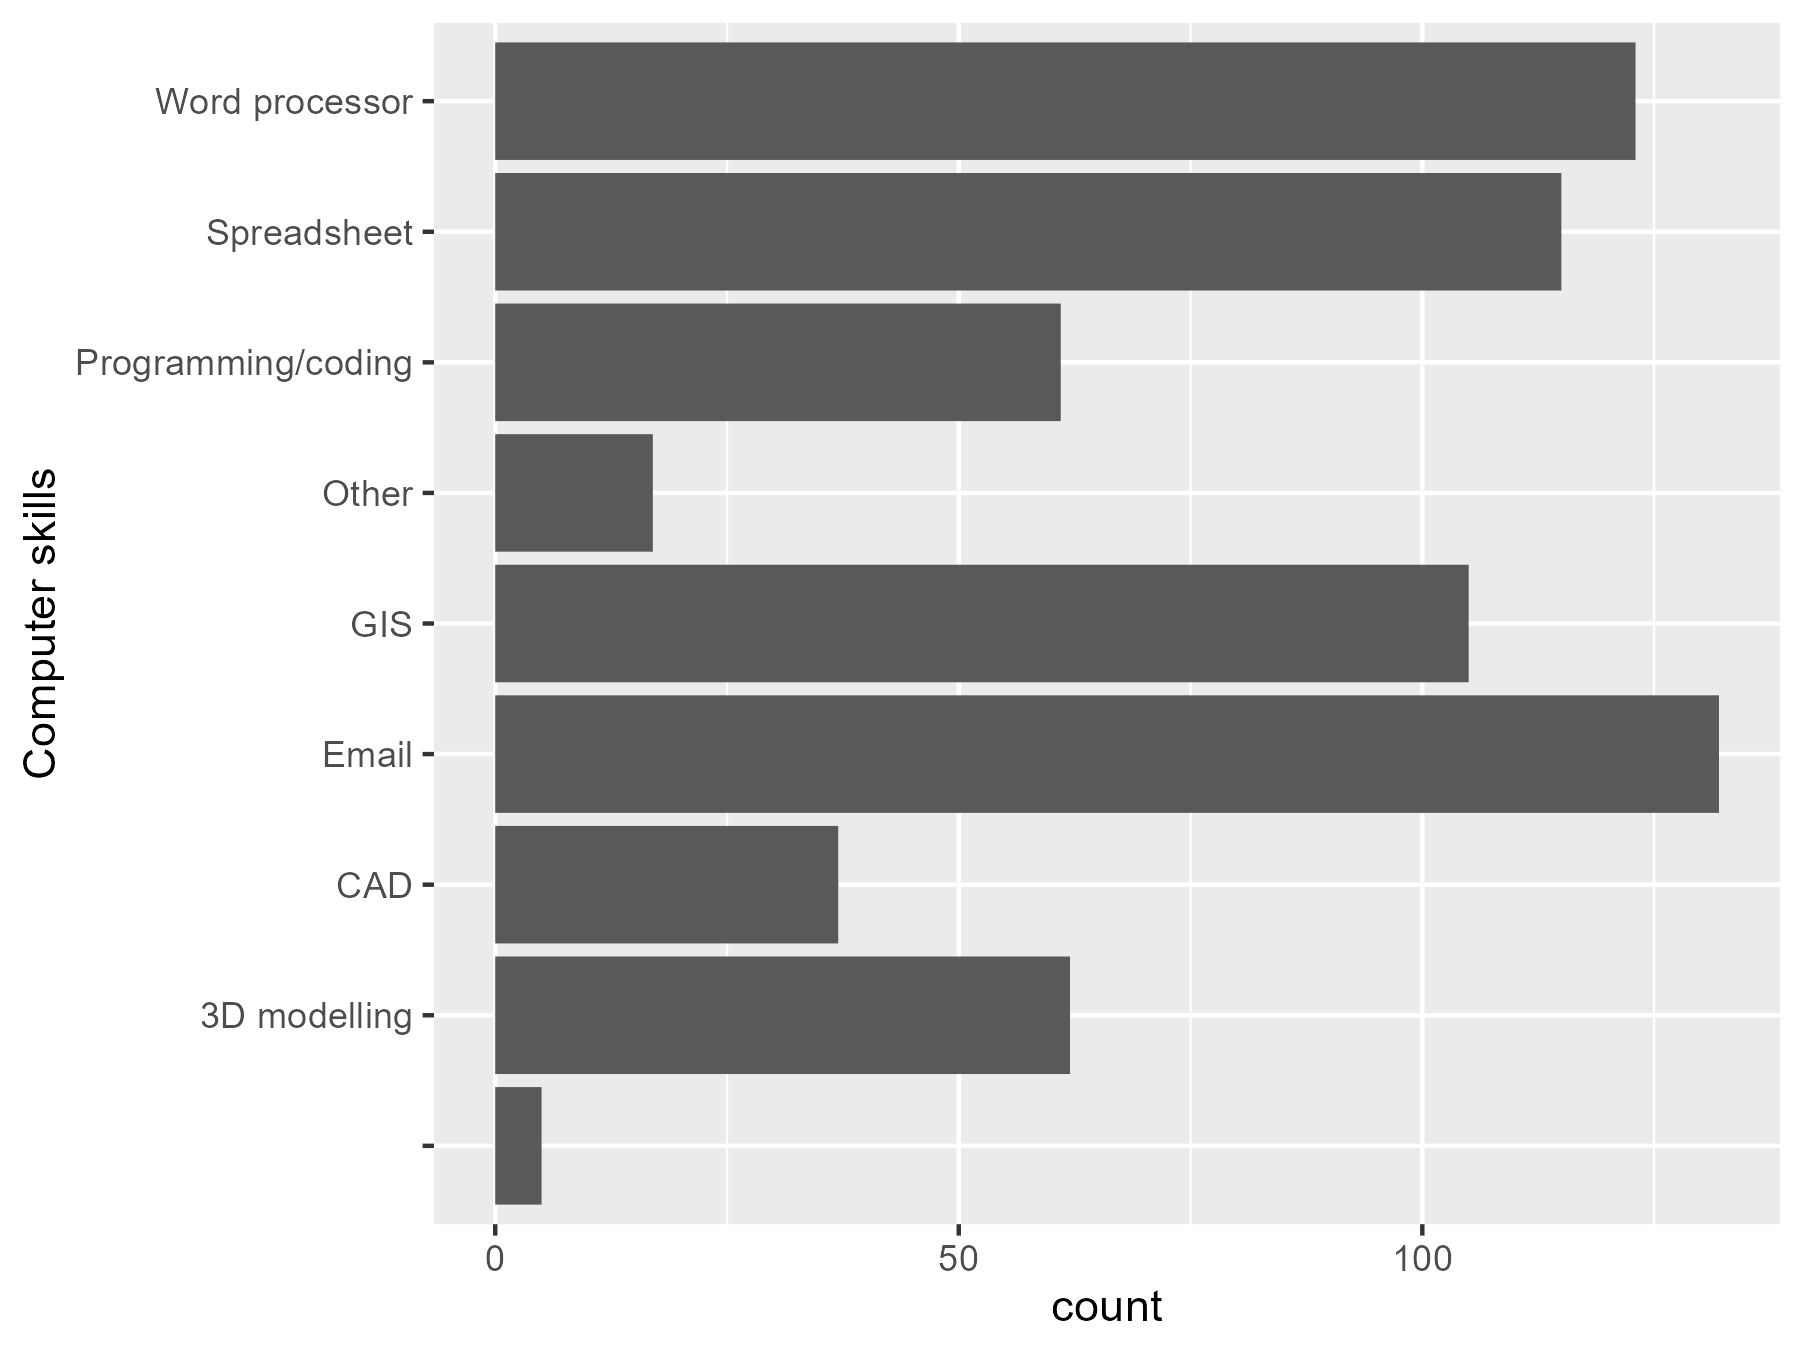 Word processor
Spreadsheet
Programming/coding
Other
GIS
Email
CAD
3D modelling
Computer skills
0
50
100
count